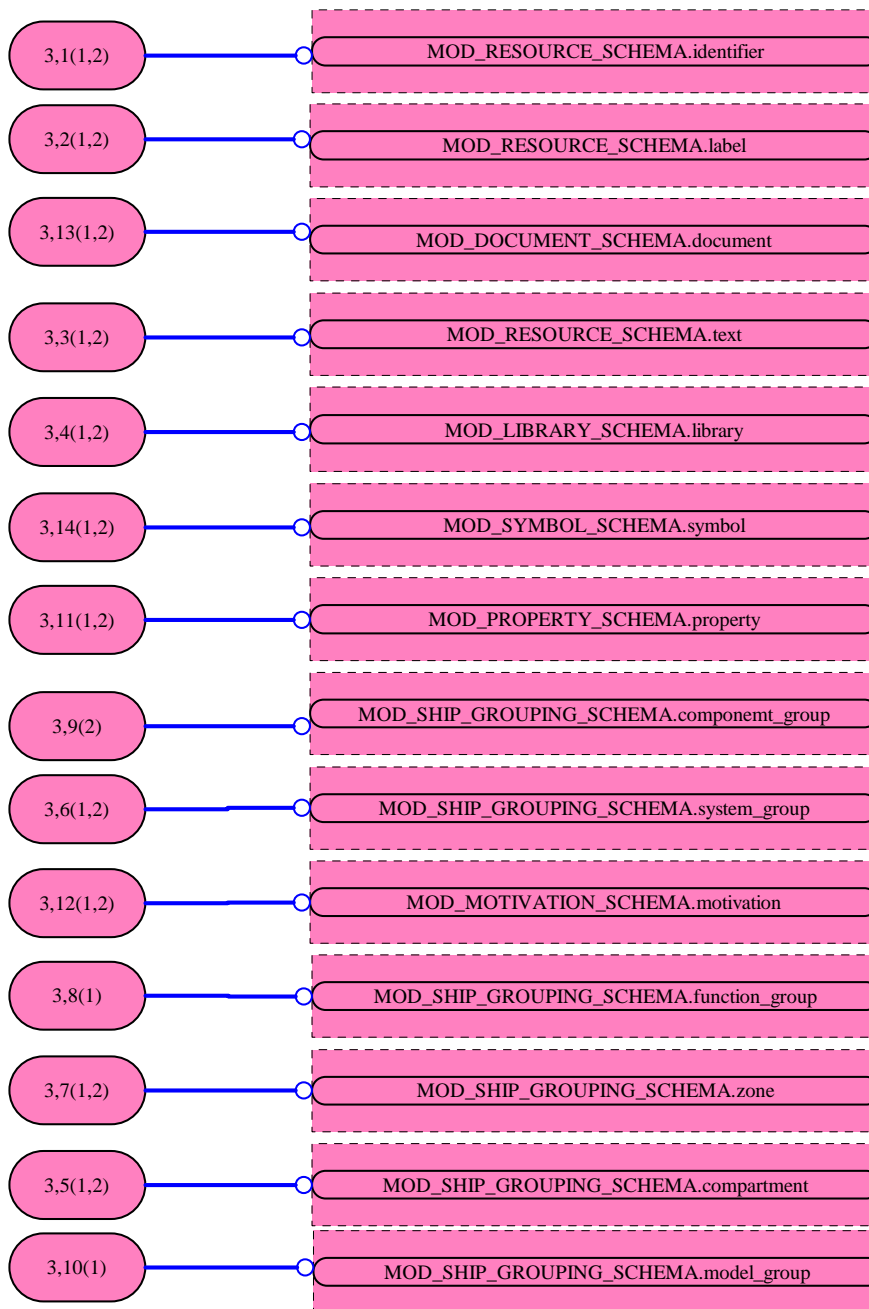 3,1(1,2) MOD_RESOURCE_SCHEMA.identifier
3,2(1,2) MOD_RESOURCE_SCHEMA.label
3,13(1,2) MOD_DOCUMENT_SCHEMA.document
3,3(1,2) MOD_RESOURCE_SCHEMA.text
3,4(1,2) MOD_LIBRARY_SCHEMA.library
3,14(1,2) MOD_SYMBOL_SCHEMA.symbol
3,11(1,2) MOD_PROPERTY_SCHEMA.property
3,9(2) MOD_SHIP_GROUPING_SCHEMA.componemt_group
3,6(1,2) MOD_SHIP_GROUPING_SCHEMA.system_group
3,12(1,2) MOD_MOTIVATION_SCHEMA.motivation
3,8(1) MOD_SHIP_GROUPING_SCHEMA.function_group
3,7(1,2) MOD_SHIP_GROUPING_SCHEMA.zone
3,5(1,2) MOD_SHIP_GROUPING_SCHEMA.compartment
3,10(1) MOD_SHIP_GROUPING_SCHEMA.model_group